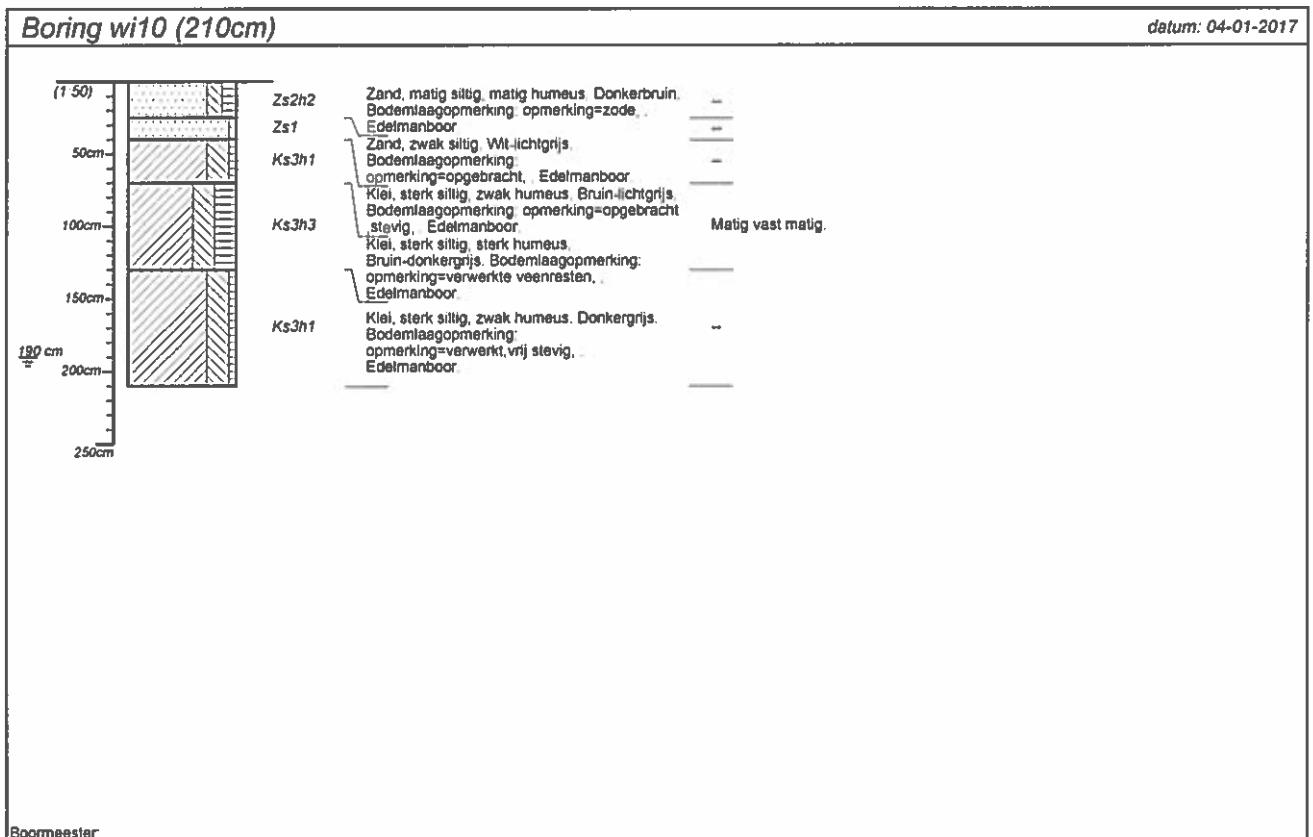 Boring wi10 (210cm)
datum: 04-01-2017
(1:50)
50cm
100cm
150cm
190 cm
200cm
250cm
Zs2h2
Zs1
Ks3h1
Ks3h3
Ks3h1
Zand, matig siltig, matig humeus. Donkerbruin.
Bodemlaagopmerking: opmerking=zode, .
Edelmanboor
Zand, zwak siltig. Wit-lichtgrijs.
Bodemlaagopmerking:
opmerking=opgebracht, . Edelmanboor
Klei, sterk siltig, zwak humeus. Bruin-lichtgrijs.
Bodemlaagopmerking: opmerking=opgebracht
,stevig, . Edelmanboor.
Klei, sterk siltig, sterk humeus.
Bruin-donkergrijs. Bodemlaagopmerking:
opmerking=verwerkte veenresten, .
Edelmanboor.
Klei, sterk siltig, zwak humeus. Donkergrijs.
Bodemlaagopmerking:
opmerking=verwerkt,vrij stevig, .
Edelmanboor.
Matig vast matig.
Boormeester: